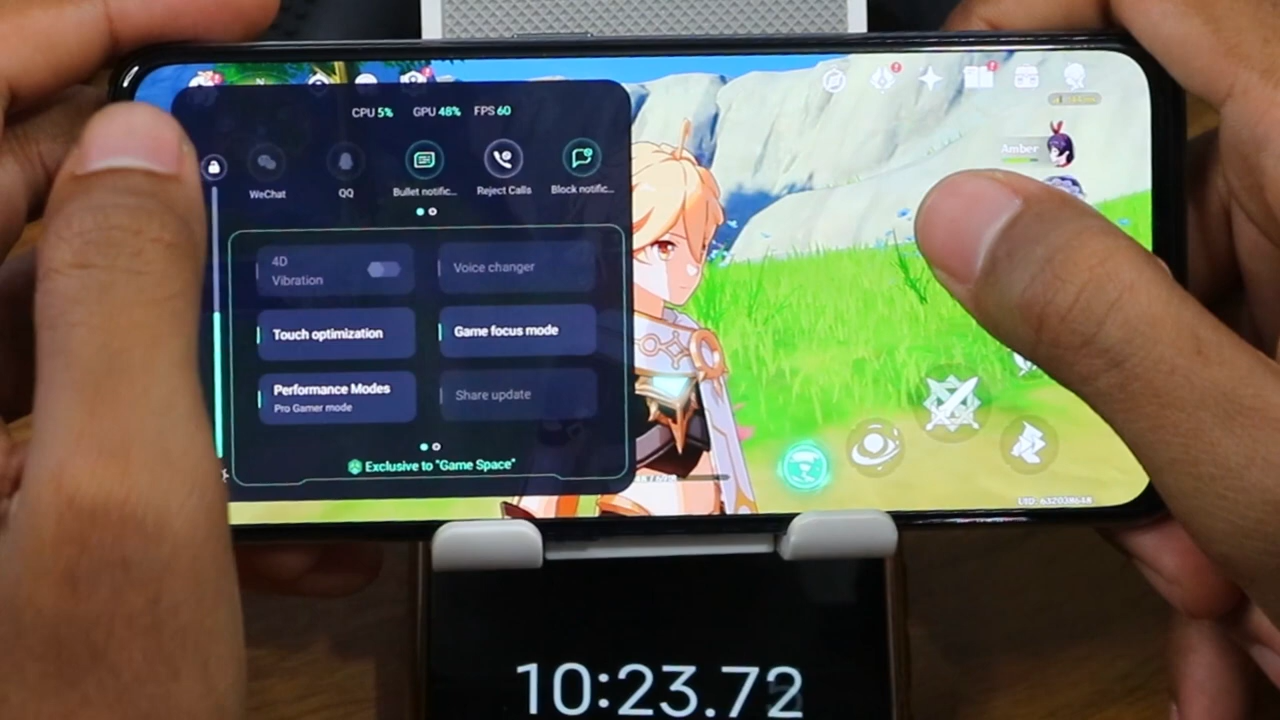 CPU 5% GPU 48% FPS 60
WeChat
QQ
Bullet notific...
Reject Calls
Block notific...
4D
Vibration
Voice changer
Touch optimization
Game focus mode
Performance Modes
Pro Gamer mode
Share update
Exclusive to "Game Space"
Amber
10:23.72